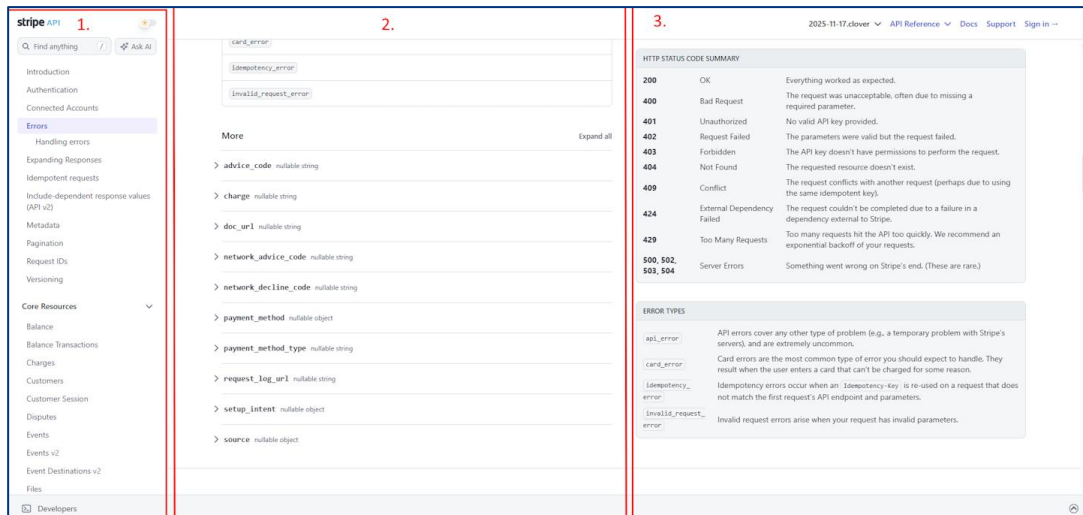 stripe API
1.
Find anything
/
Ask AI
Introduction
Authentication
Connected Accounts
Errors
Handling errors
Expanding Responses
Idempotent requests
Include-dependent response values
(API v2)
Metadata
Pagination
Request IDs
Versioning
Core Resources
Balance
Balance Transactions
Charges
Customers
Customer Session
Disputes
Events
Events v2
Event Destinations v2
Files
Developers
2.
card_error
idempotency_error
invalid_request_error
More
Expand all
advice_code nullable string
charge nullable string
doc_url nullable string
network_advice_code nullable string
network_decline_code nullable string
payment_method nullable object
payment_method_type nullable string
request_log_url nullable string
setup_intent nullable object
source nullable object
3.
2025-11-17.clover
API Reference
Docs
Support
Sign in →
HTTP STATUS CODE SUMMARY
200 OK Everything worked as expected.
400 Bad Request The request was unacceptable, often due to missing a
required parameter.
401 Unauthorized No valid API key provided.
402 Request Failed The parameters were valid but the request failed.
403 Forbidden The API key doesn't have permissions to perform the request.
404 Not Found The requested resource doesn't exist.
409 Conflict The request conflicts with another request (perhaps due to using
the same idempotent key).
424 External Dependency
Failed The request couldn't be completed due to a failure in a
dependency external to Stripe.
429 Too Many Requests Too many requests hit the API too quickly. We recommend an
exponential backoff of your requests.
500, 502,
503, 504 Server Errors Something went wrong on Stripe's end. (These are rare.)
ERROR TYPES
api_error API errors cover any other type of problem (e.g., a temporary problem with Stripe's
servers), and are extremely uncommon.
card_error Card errors are the most common type of error you should expect to handle. They
result when the user enters a card that can't be charged for some reason.
idempotency_
error Idempotency errors occur when an Idempotency-Key is re-used on a request that does
not match the first request's API endpoint and parameters.
invalid_request_
error Invalid request errors arise when your request has invalid parameters.